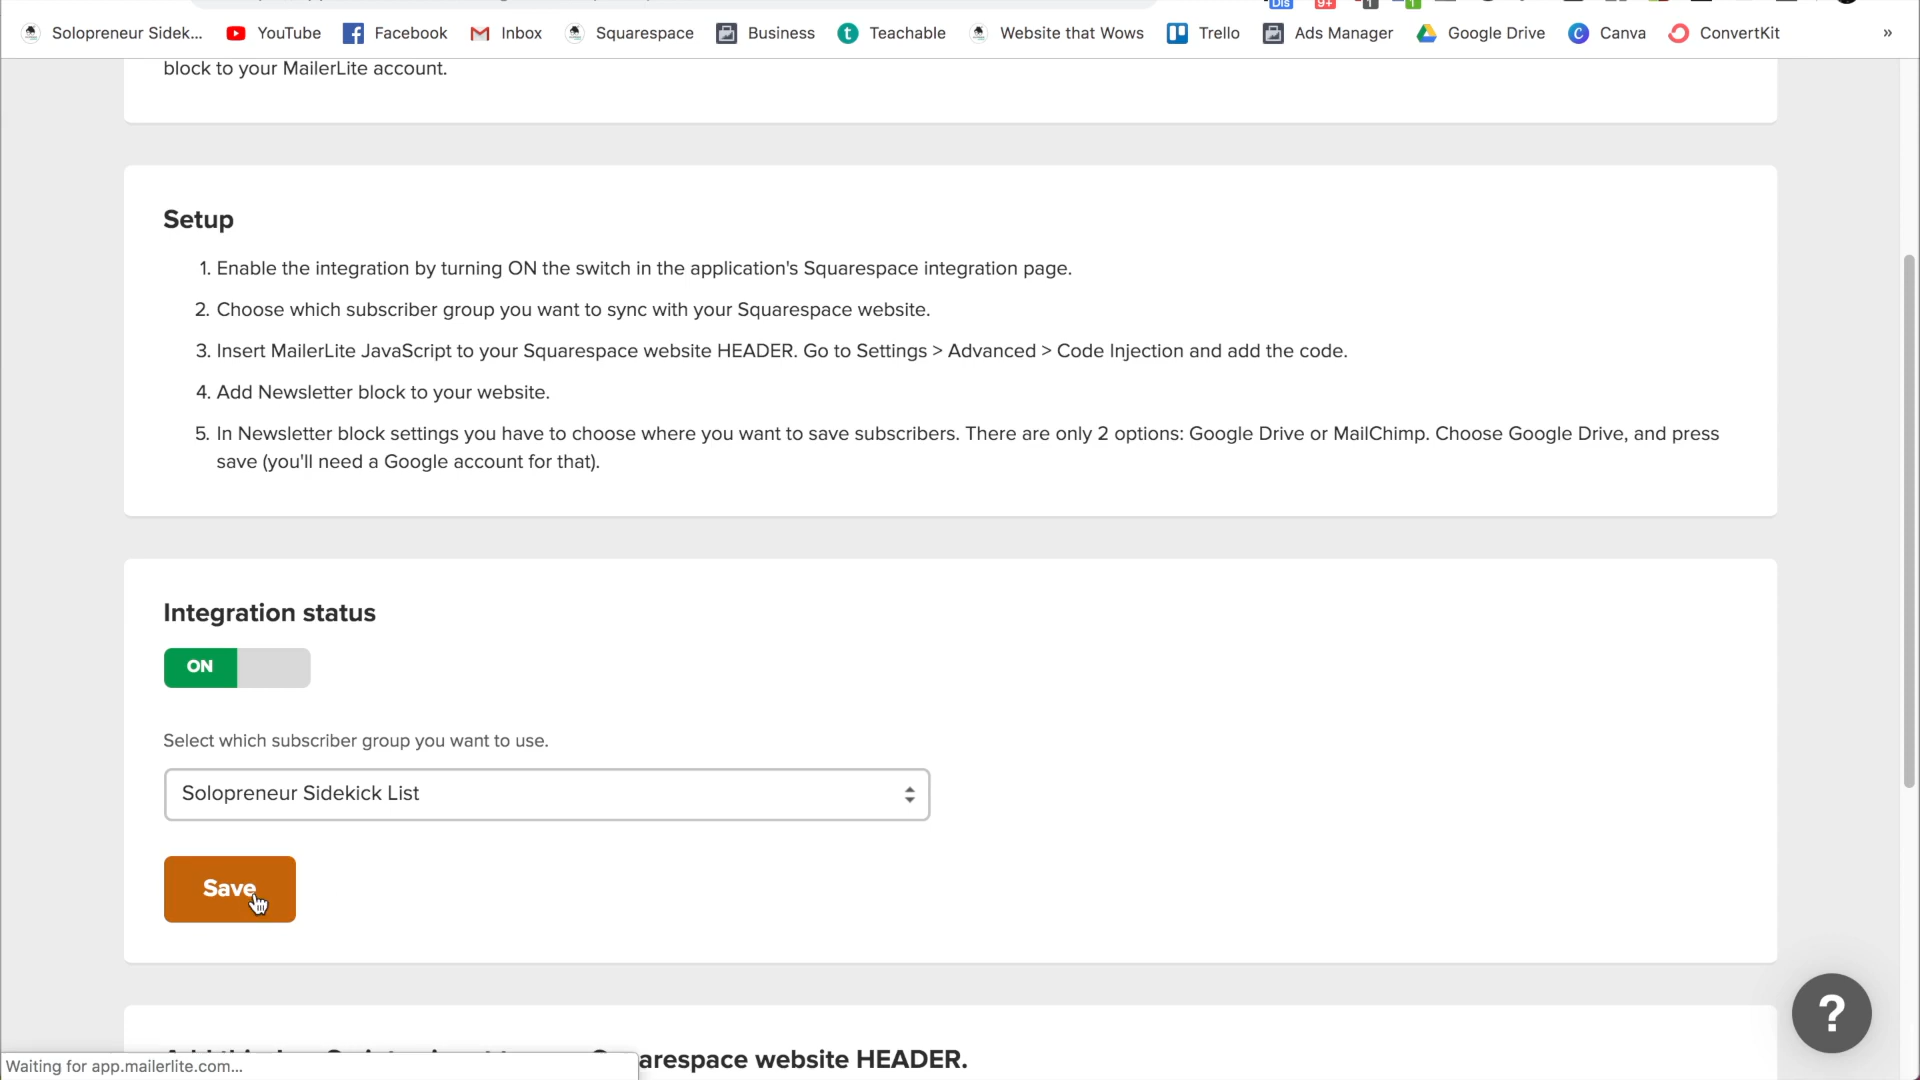 Solopreneur Sidek... YouTube Facebook Inbox Squarespace Business Teachable Website that Wows Trello Ads Manager Google Drive Canva ConvertKit »
block to your MailerLite account.
Setup
1. Enable the integration by turning ON the switch in the application's Squarespace integration page.
2. Choose which subscriber group you want to sync with your Squarespace website.
3. Insert MailerLite JavaScript to your Squarespace website HEADER. Go to Settings > Advanced > Code Injection and add the code.
4. Add Newsletter block to your website.
5. In Newsletter block settings you have to choose where you want to save subscribers. There are only 2 options: Google Drive or MailChimp. Choose Google Drive, and press
save (you'll need a Google account for that).
Integration status
ON
Select which subscriber group you want to use.
Solopreneur Sidekick List
Save
?
arespace website HEADER.
Waiting for app.mailerlite.com...